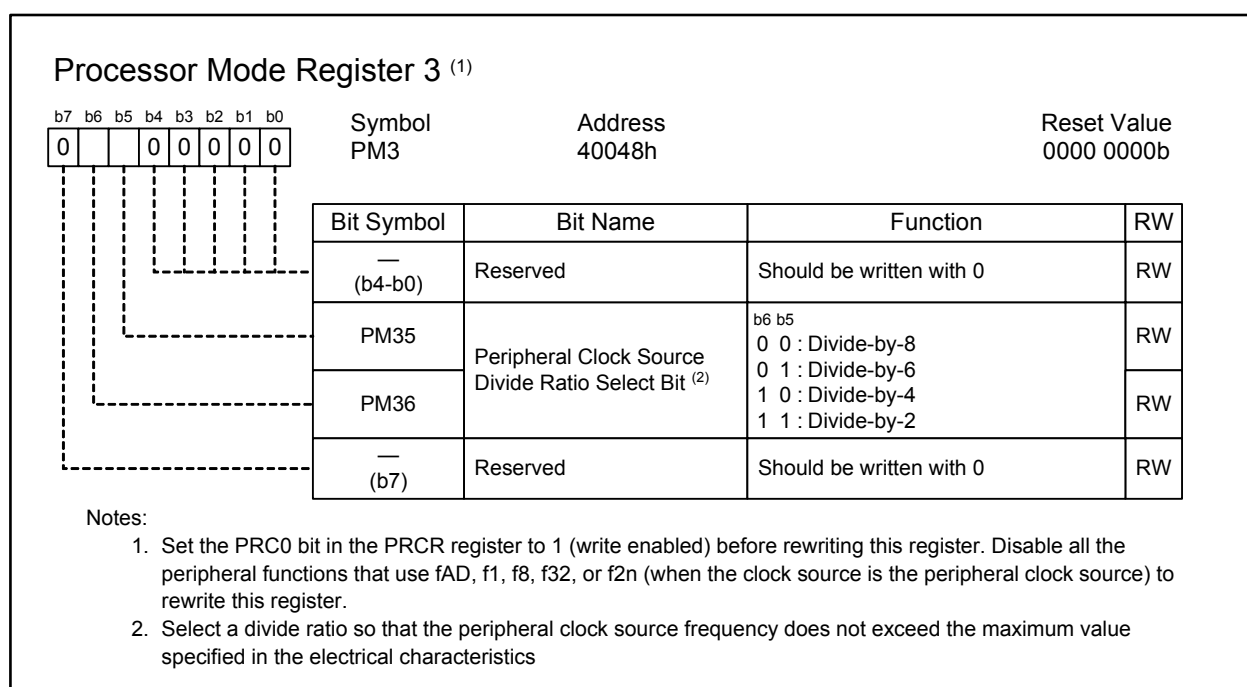 Processor Mode Register 3 (1)
b7 b6 b5 b4 b3 b2 b1 b0
0 0 0 0 0 0
Symbol Address Reset Value
PM3 40048h 0000 0000b
Bit Symbol Bit Name Function RW
— (b4-b0) Reserved Should be written with 0 RW
PM35 Peripheral Clock Source Divide Ratio Select Bit (2) RW
b6 b5
0 0 : Divide-by-8
0 1 : Divide-by-6
1 0 : Divide-by-4
1 1 : Divide-by-2
PM36 RW
— (b7) Reserved Should be written with 0 RW
Notes:
1. Set the PRC0 bit in the PRCR register to 1 (write enabled) before rewriting this register. Disable all the
peripheral functions that use fAD, f1, f8, f32, or f2n (when the clock source is the peripheral clock source) to
rewrite this register.
2. Select a divide ratio so that the peripheral clock source frequency does not exceed the maximum value
specified in the electrical characteristics